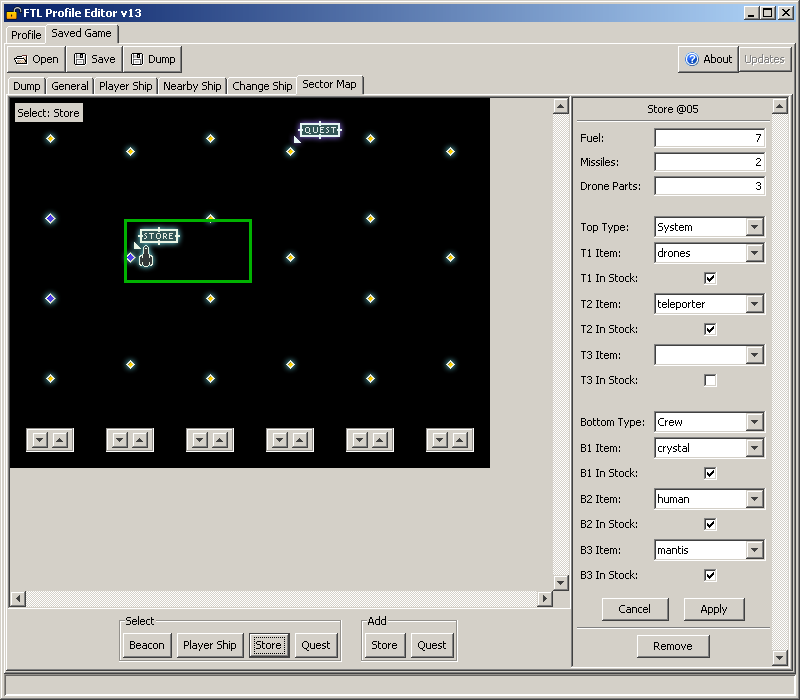 FTL Profile Editor v13
Profile Saved Game
Open Save Dump About Updates
Dump General Player Ship Nearby Ship Change Ship Sector Map
Select: Store
QUEST
STORE
Store @05
Fuel: 7
Missiles: 2
Drone Parts: 3
Top Type: System
T1 Item: drones
T1 In Stock:
T2 Item: teleporter
T2 In Stock:
T3 Item:
T3 In Stock:
Bottom Type: Crew
B1 Item: crystal
B1 In Stock:
B2 Item: human
B2 In Stock:
B3 Item: mantis
B3 In Stock:
Cancel Apply
Remove
Select Add
Beacon Player Ship Store Quest Store Quest